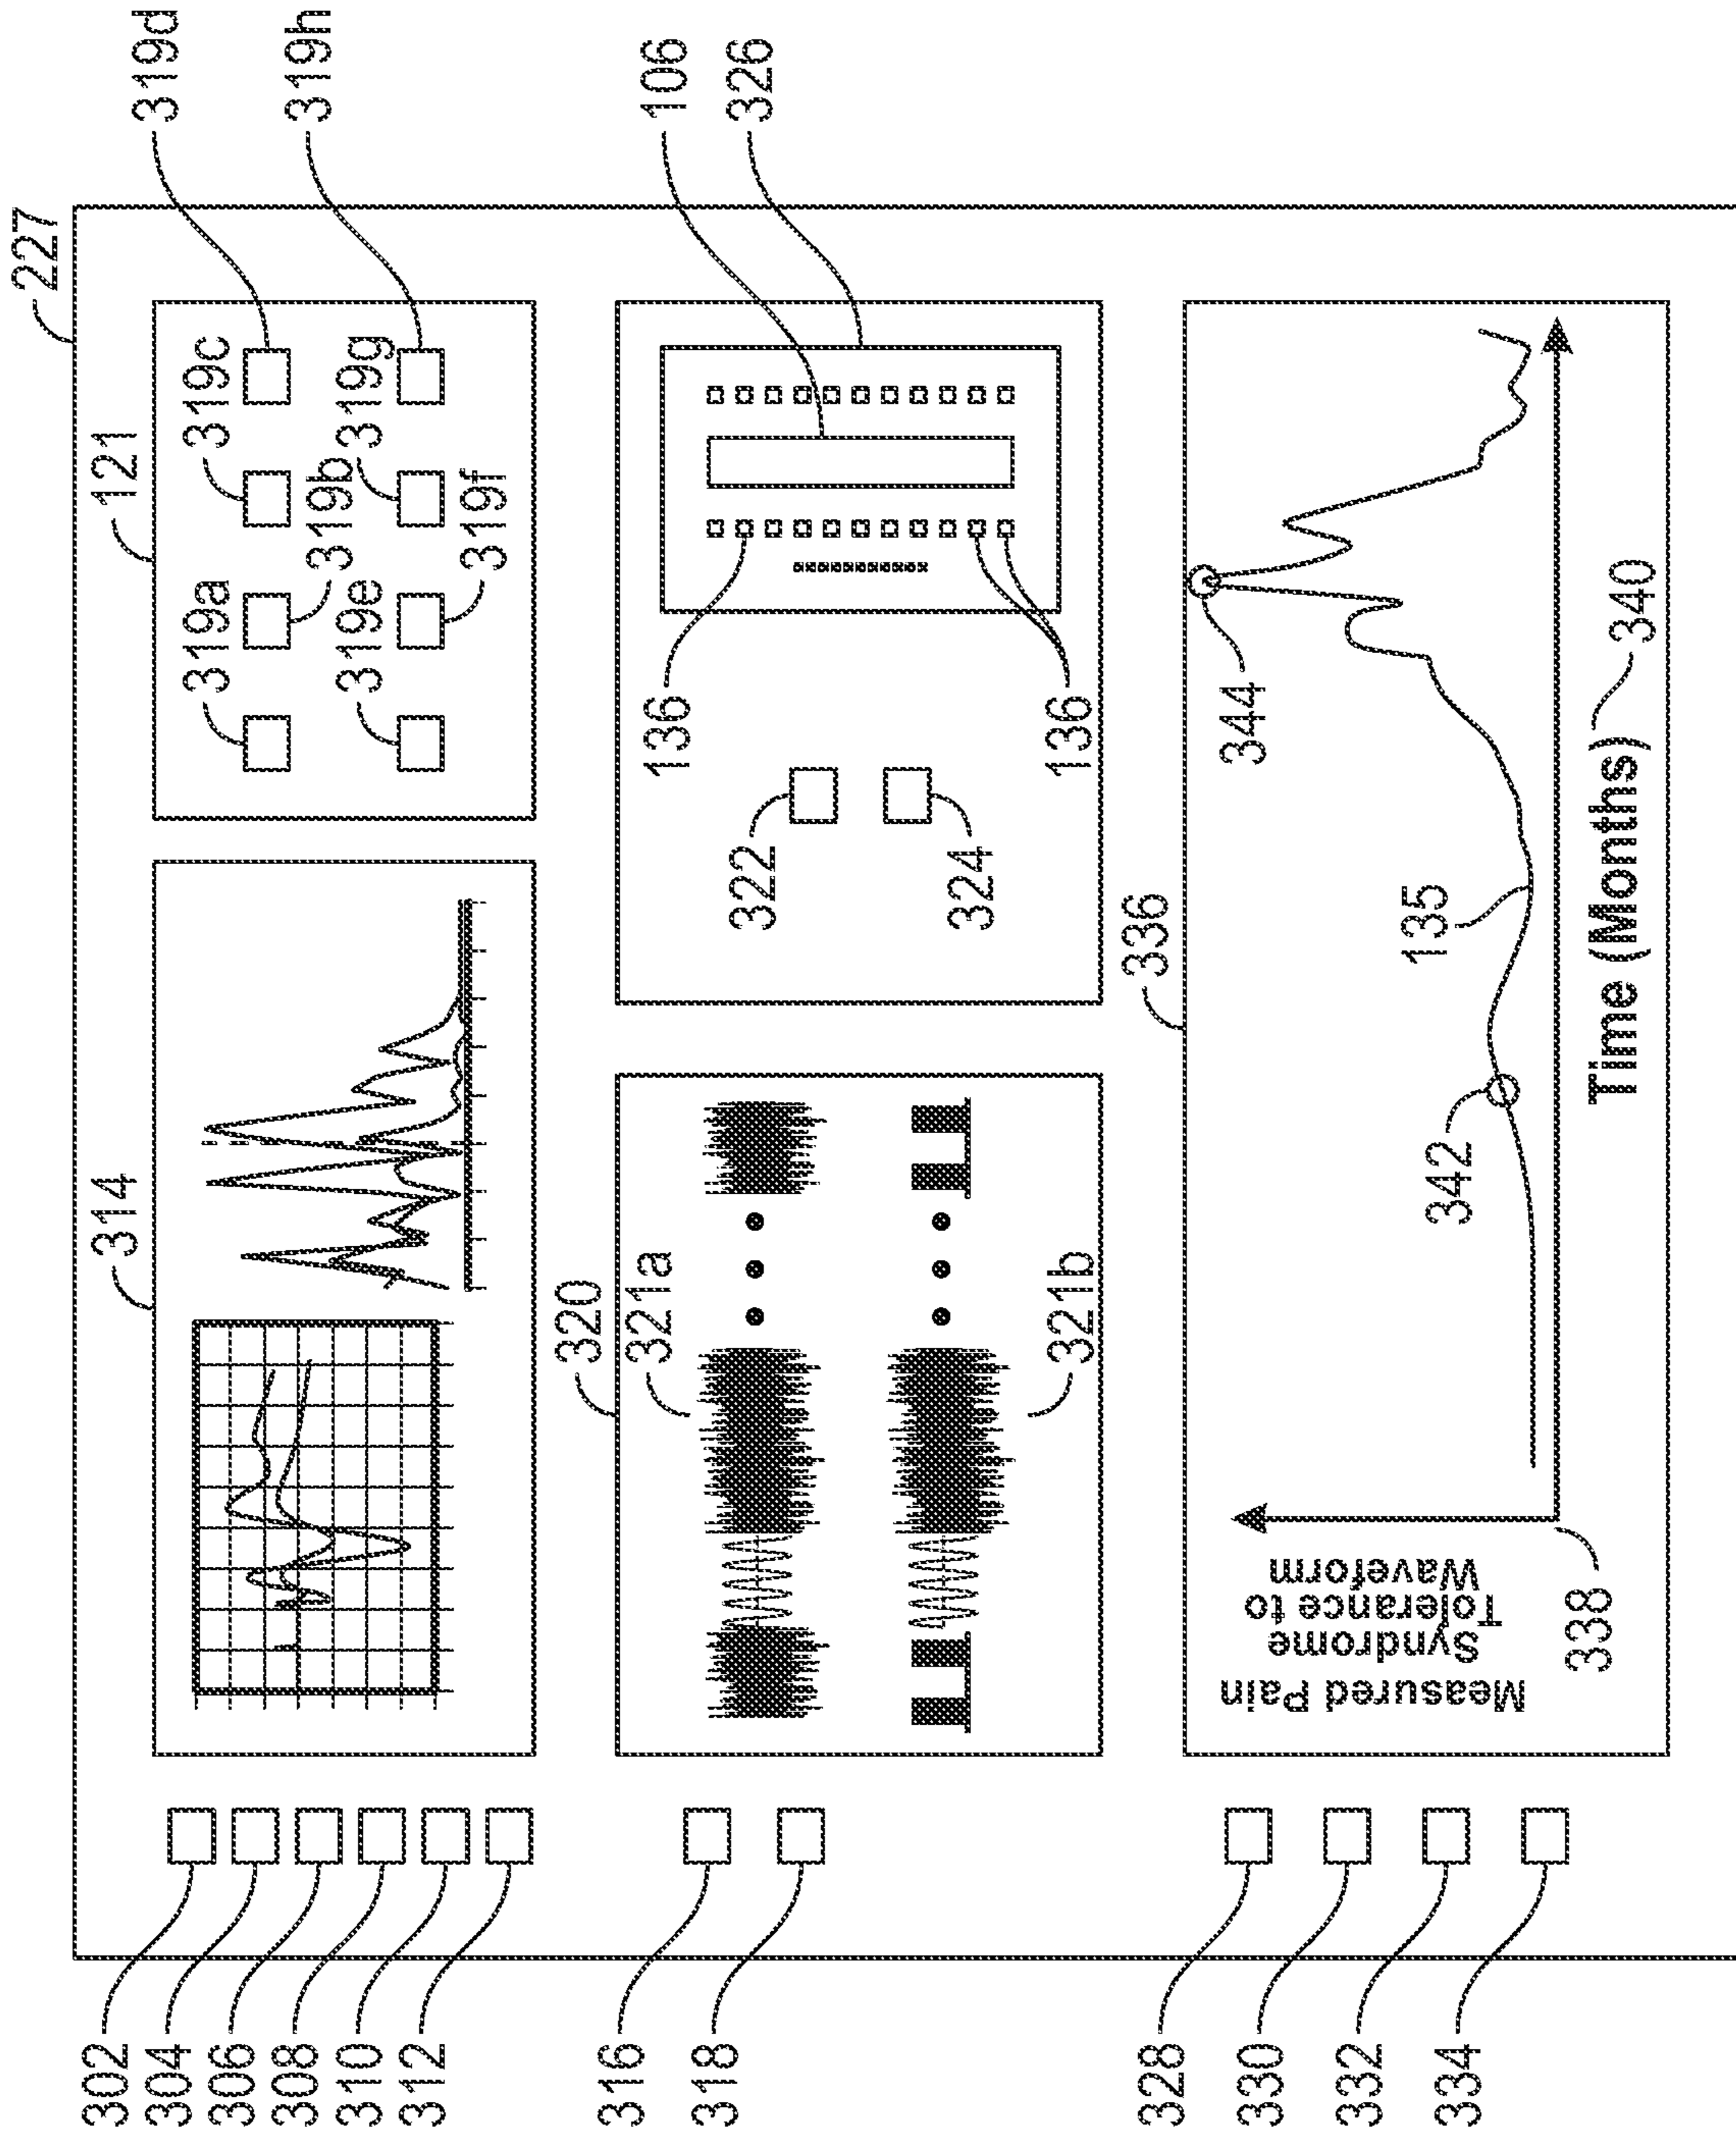 227
314
121
319a
319c
319d
319b
319e
319g
319h
319f
302
304
306
308
310
312
320
321a
321b
316
318
322
324
136
136
106
326
336
Measured Pain
Syndrome
Tolerance to
Waveform
338
342
135
344
Time (Months)
340
328
330
332
334